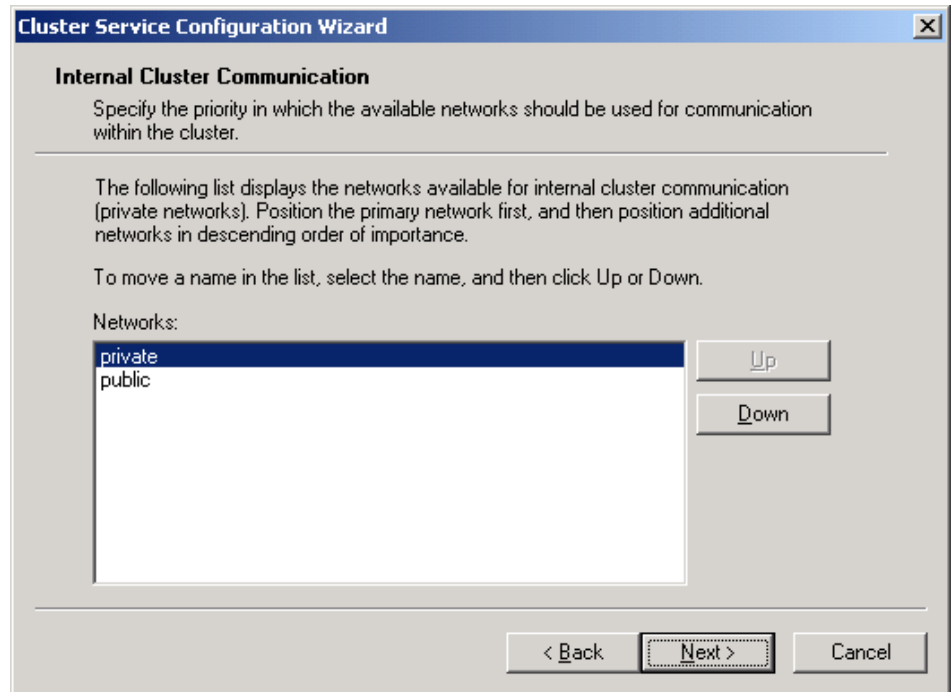 Cluster Service Configuration Wizard
Internal Cluster Communication
Specify the priority in which the available networks should be used for communication
within the cluster.
The following list displays the networks available for internal cluster communication
(private networks). Position the primary network first, and then position additional
networks in descending order of importance.
To move a name in the list, select the name, and then click Up or Down.
Networks:
private
public
Up
Down
< Back
Next >
Cancel